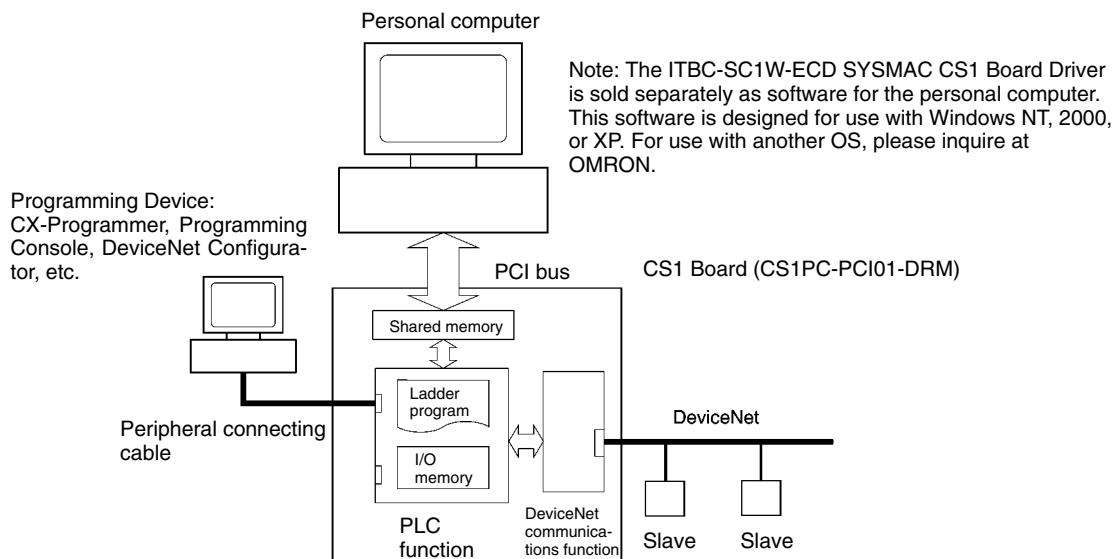 Personal computer
Note: The ITBC-SC1W-ECD SYSMAC CS1 Board Driver
is sold separately as software for the personal computer.
This software is designed for use with Windows NT, 2000,
or XP. For use with another OS, please inquire at
OMRON.
Programming Device:
CX-Programmer, Programming
Console, DeviceNet Configura-
tor, etc.
PCI bus
CS1 Board (CS1PC-PCI01-DRM)
Shared memory
Ladder
program
I/O
memory
Peripheral connecting
cable
DeviceNet
PLC
function
DeviceNet
communica-
tions function
Slave
Slave